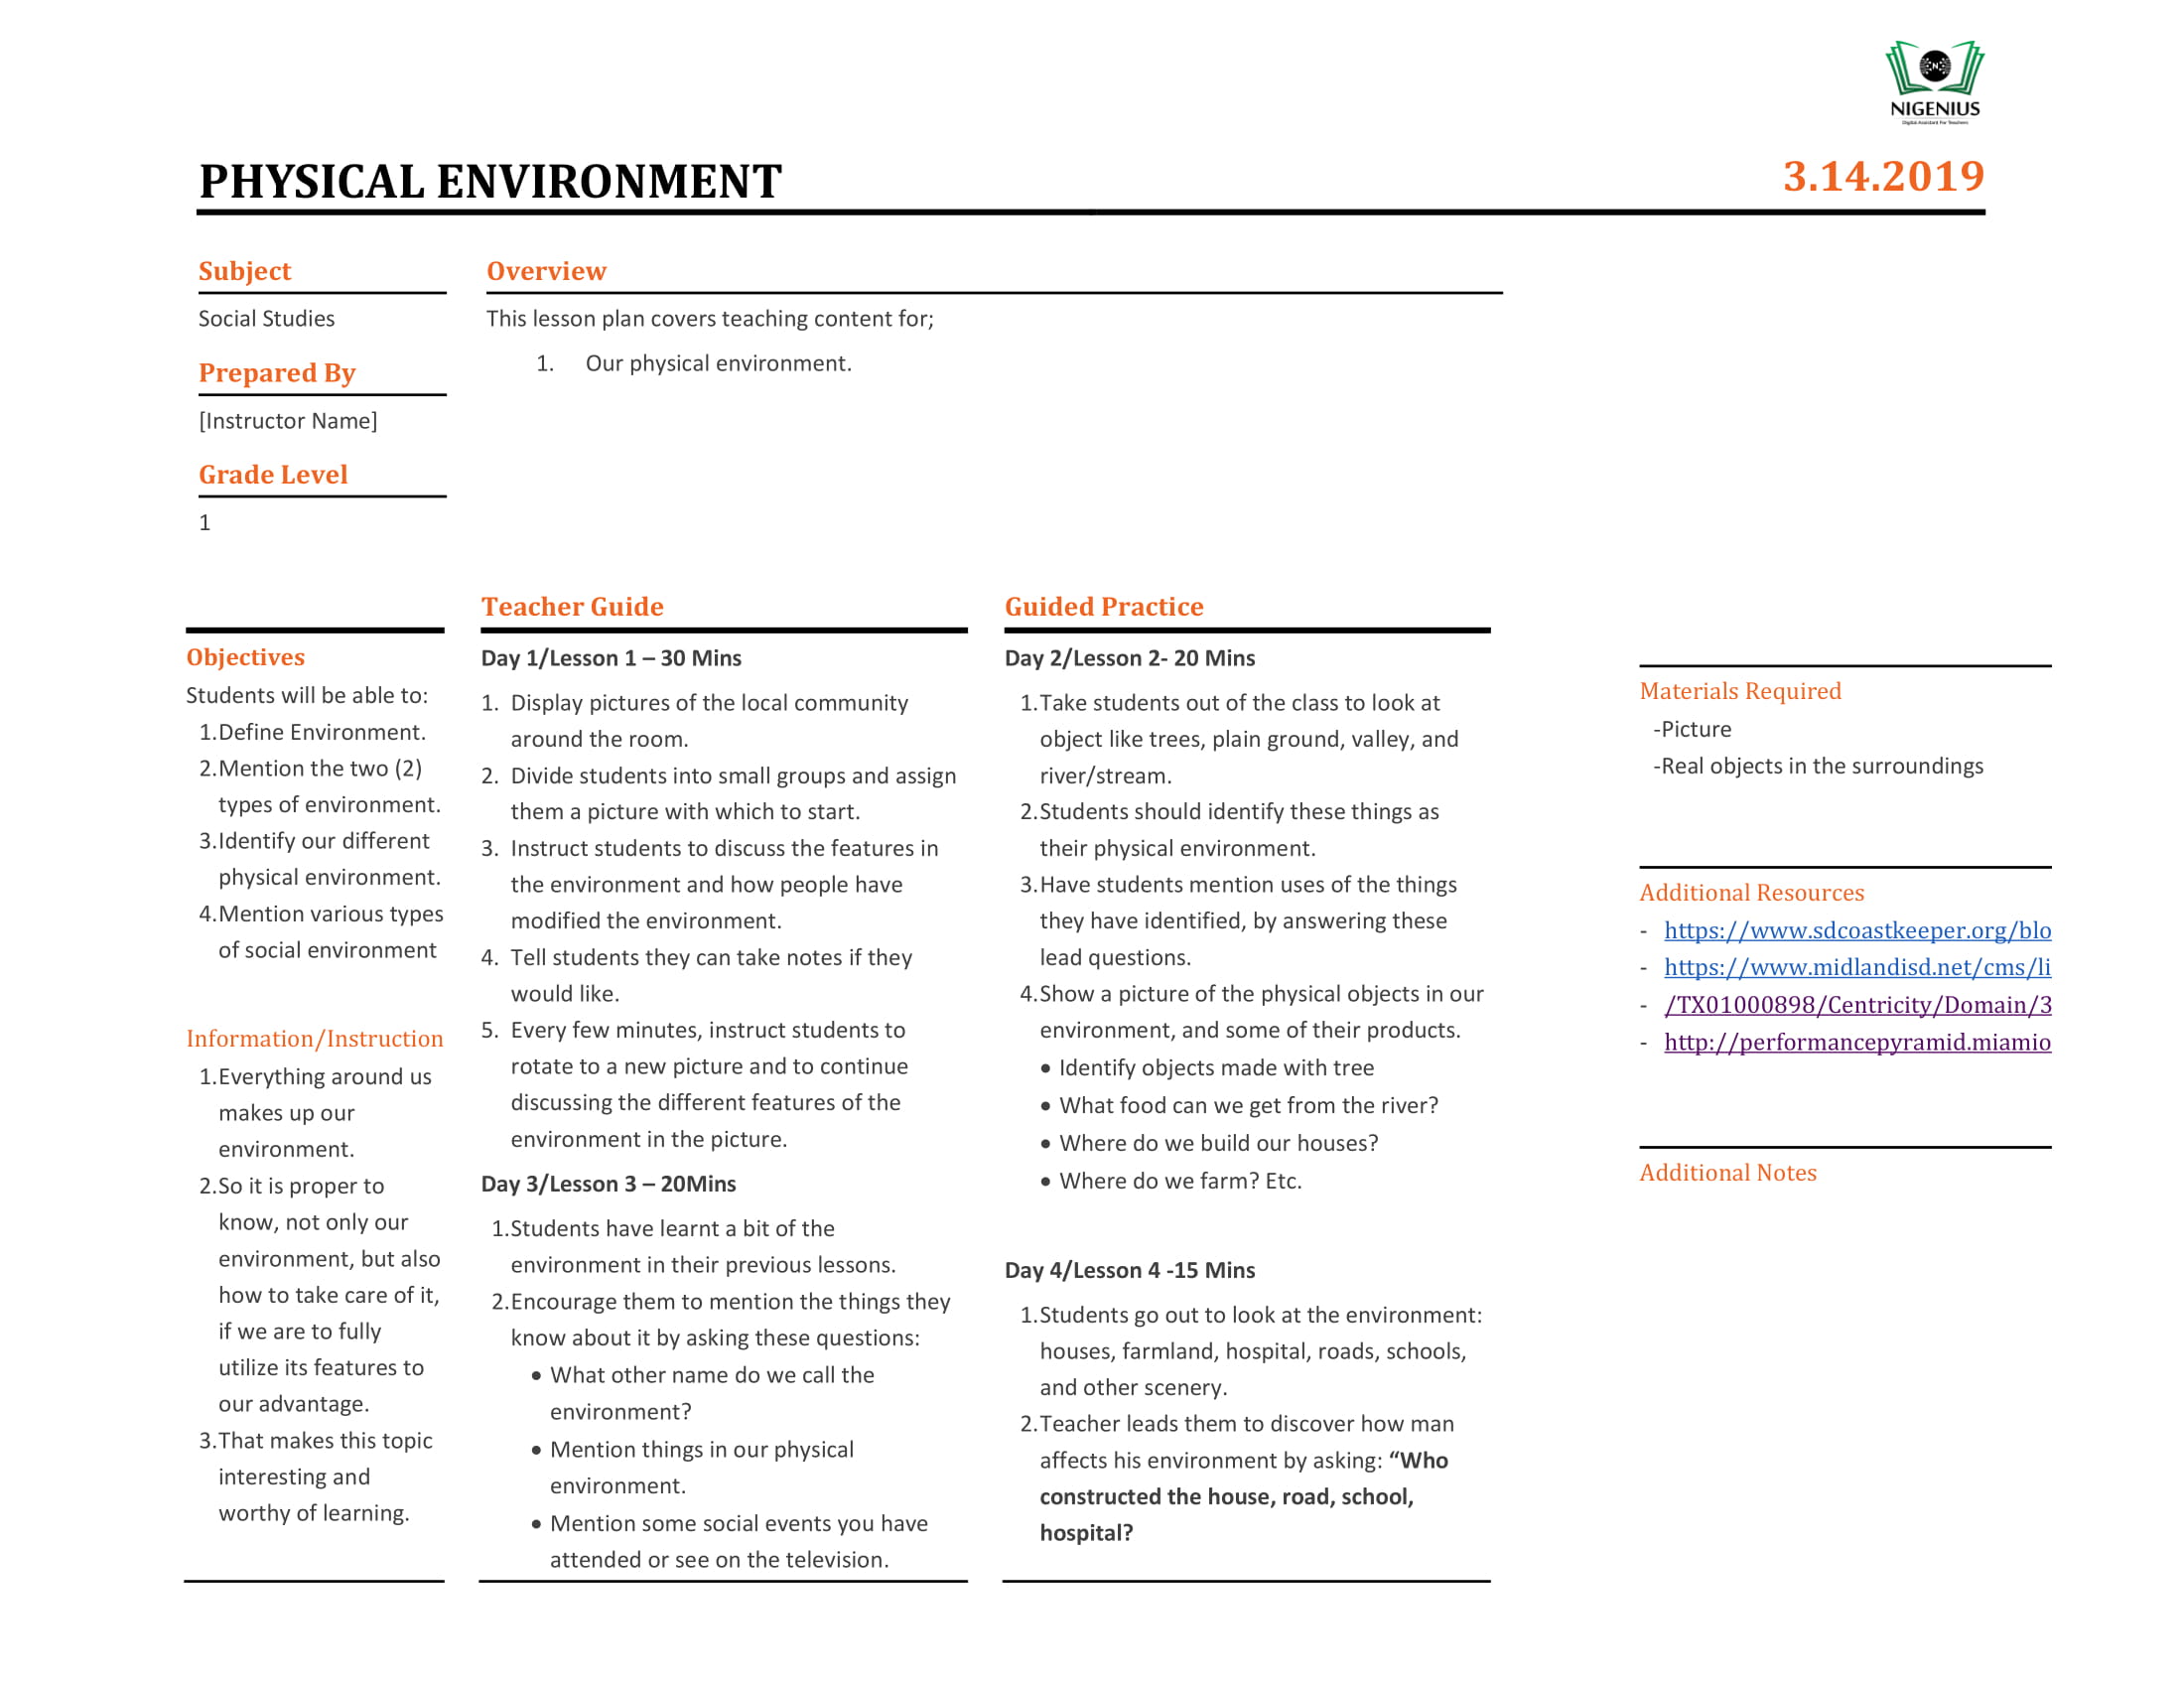 NIGENIUS
Digital Assistant For Teachers
PHYSICAL ENVIRONMENT
3.14.2019
Subject
Social Studies
Prepared By
[Instructor Name]
Grade Level
1
Overview
This lesson plan covers teaching content for;
1. Our physical environment.
Objectives
Students will be able to:
1.Define Environment.
2.Mention the two (2)
types of environment.
3.Identify our different
physical environment.
4.Mention various types
of social environment
Information/Instruction
1.Everything around us
makes up our
environment.
2.So it is proper to
know, not only our
environment, but also
how to take care of it,
if we are to fully
utilize its features to
our advantage.
3.That makes this topic
interesting and
worthy of learning.
Teacher Guide
Day 1/Lesson 1 – 30 Mins
1. Display pictures of the local community
around the room.
2. Divide students into small groups and assign
them a picture with which to start.
3. Instruct students to discuss the features in
the environment and how people have
modified the environment.
4. Tell students they can take notes if they
would like.
5. Every few minutes, instruct students to
rotate to a new picture and to continue
discussing the different features of the
environment in the picture.
Day 3/Lesson 3 – 20Mins
1.Students have learnt a bit of the
environment in their previous lessons.
2.Encourage them to mention the things they
know about it by asking these questions:
• What other name do we call the
environment?
• Mention things in our physical
environment.
• Mention some social events you have
attended or see on the television.
Guided Practice
Day 2/Lesson 2- 20 Mins
1.Take students out of the class to look at
object like trees, plain ground, valley, and
river/stream.
2.Students should identify these things as
their physical environment.
3.Have students mention uses of the things
they have identified, by answering these
lead questions.
4.Show a picture of the physical objects in our
environment, and some of their products.
• Identify objects made with tree
• What food can we get from the river?
• Where do we build our houses?
• Where do we farm? Etc.
Day 4/Lesson 4 -15 Mins
1.Students go out to look at the environment:
houses, farmland, hospital, roads, schools,
and other scenery.
2.Teacher leads them to discover how man
affects his environment by asking: “Who
constructed the house, road, school,
hospital?
Materials Required
-Picture
-Real objects in the surroundings
Additional Resources
- https://www.sdcoastkeeper.org/blo
- https://www.midlandisd.net/cms/li
- /TX01000898/Centricity/Domain/3
- http://performancepyramid.miamio
Additional Notes